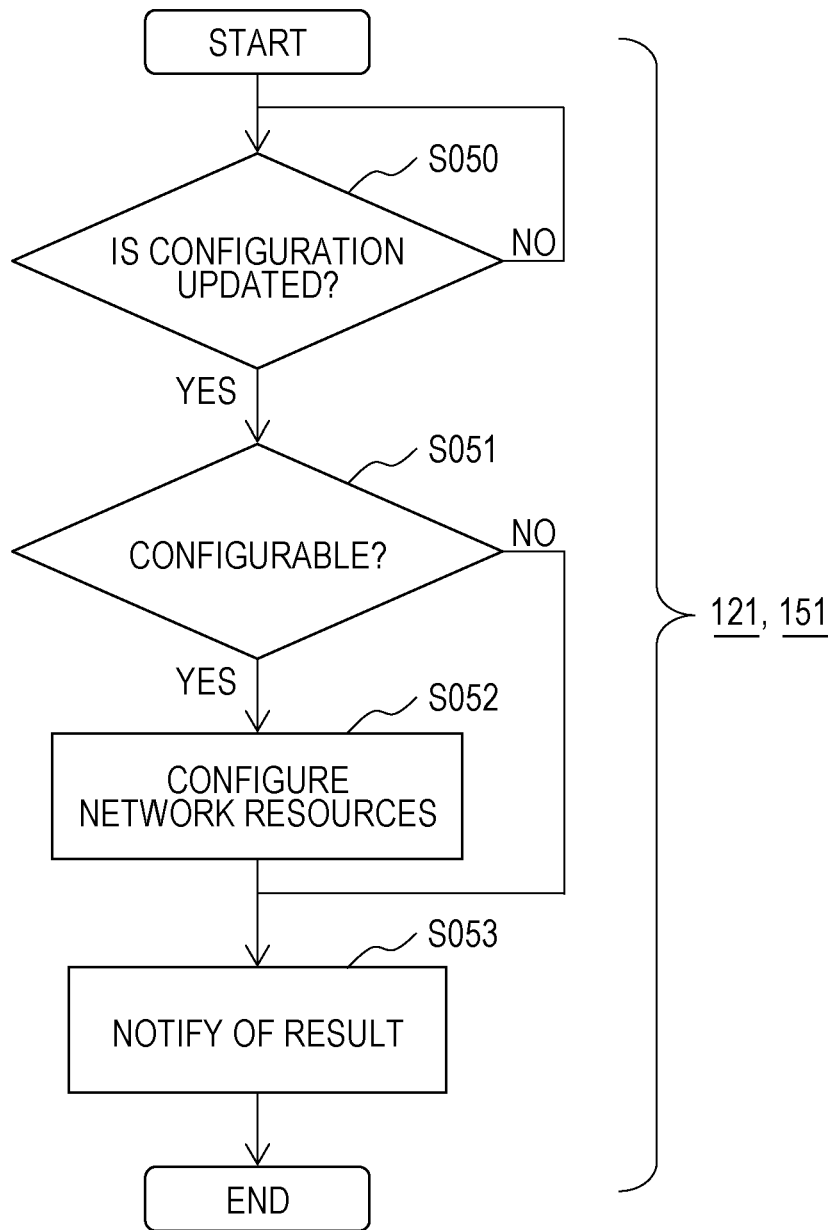 START
S050
IS CONFIGURATION
UPDATED?
NO
YES
S051
CONFIGURABLE?
NO
121, 151
YES
S052
CONFIGURE
NETWORK RESOURCES
S053
NOTIFY OF RESULT
END